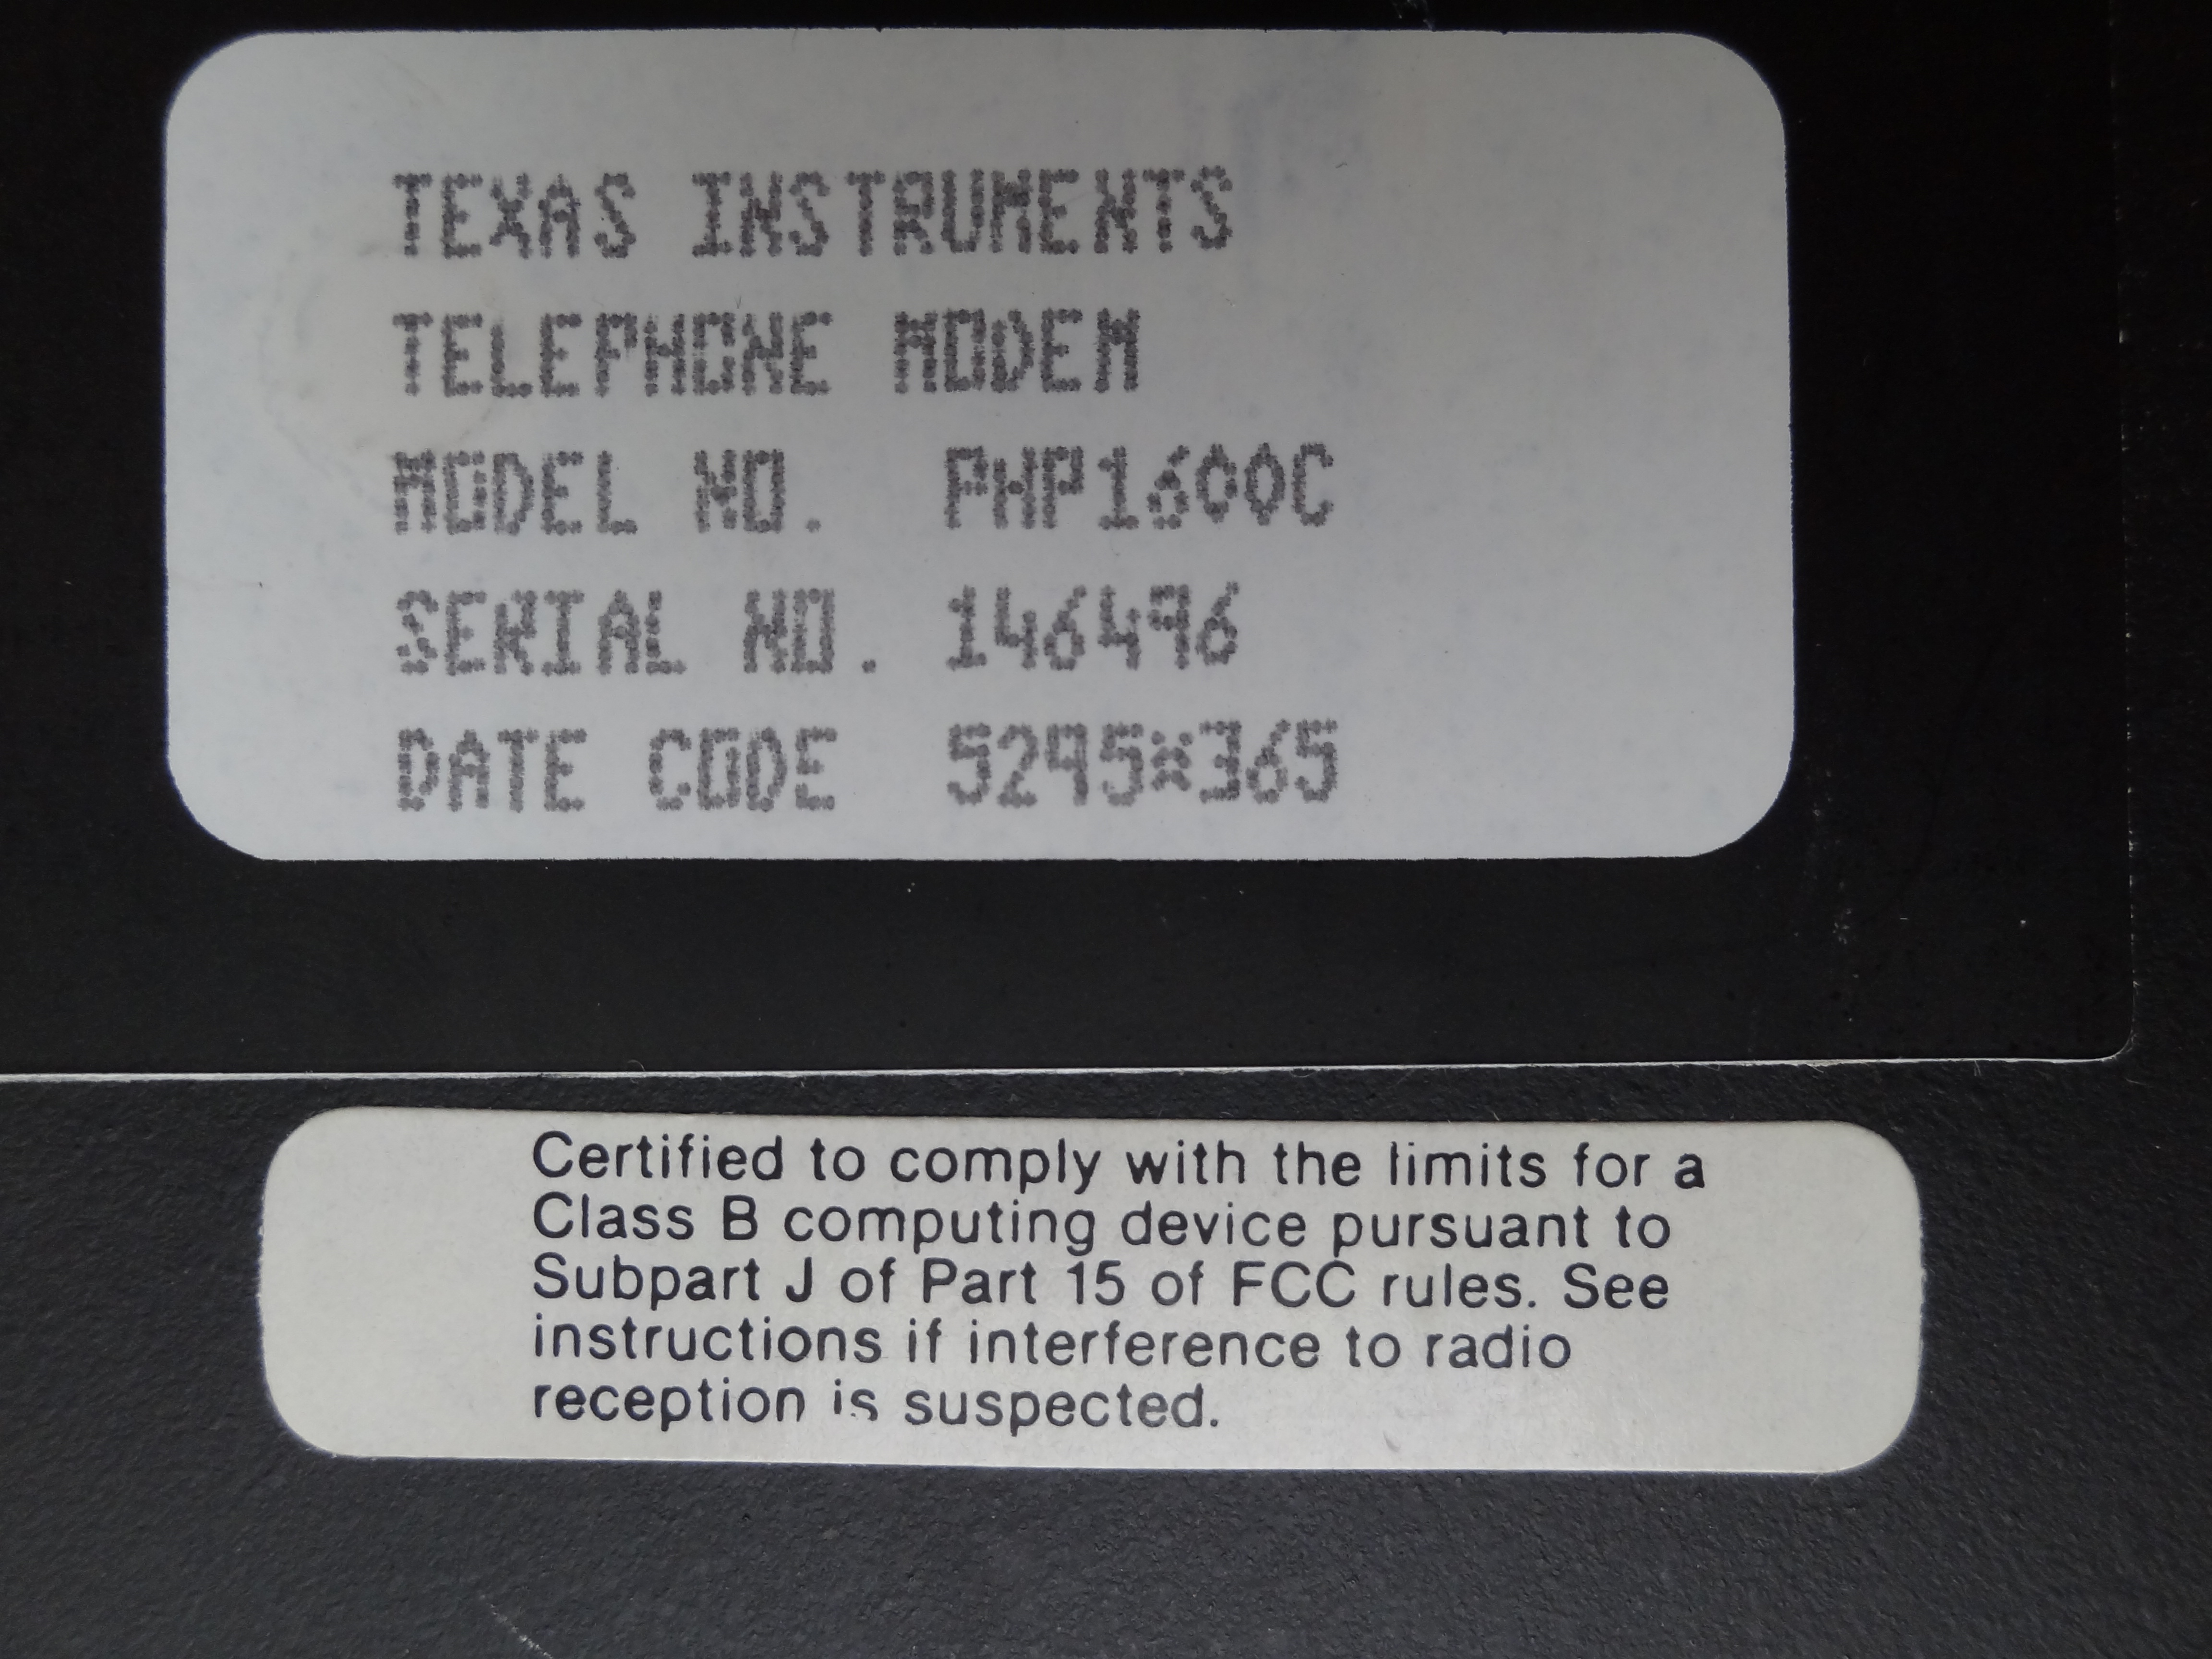 TEXAS INSTRUMENTS
TELEPHONE MODEM
MODEL NO. PHP1600C
SERIAL NO. 146496
DATE CODE 5295*365
Certified to comply with the limits for a
Class B computing device pursuant to
Subpart J of Part 15 of FCC rules. See
instructions if interference to radio
reception is suspected.